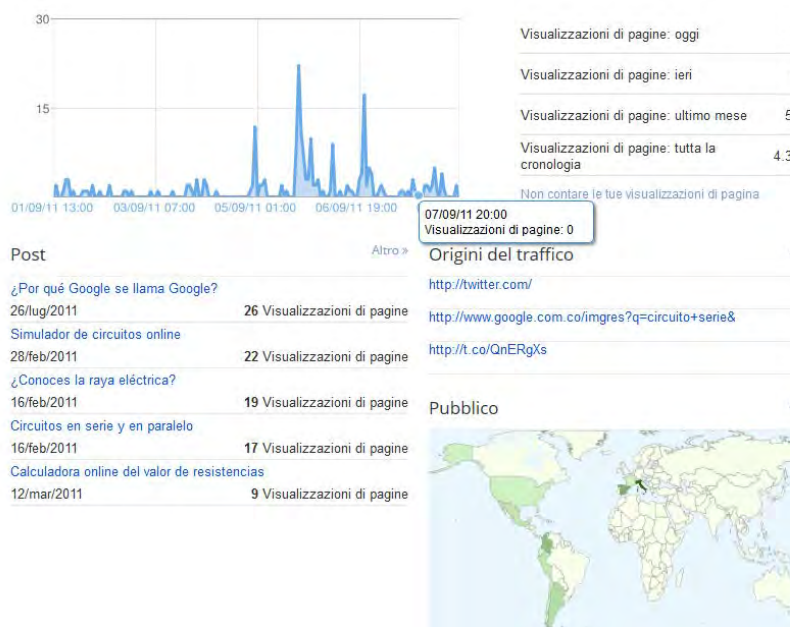 30
15
01/09/11 13:00 03/09/11 07:00 05/09/11 01:00 06/09/11 19:00
07/09/11 20:00
Visualizzazioni di pagine: 0
Visualizzazioni di pagine: oggi
Visualizzazioni di pagine: ieri
Visualizzazioni di pagine: ultimo mese 5
Visualizzazioni di pagine: tutta la
cronologia 4.3
Non contare le tue visualizzazioni di pagina
Post Altro »
¿Por qué Google se llama Google?
26/lug/2011 26 Visualizzazioni di pagine
Simulador de circuitos online
28/feb/2011 22 Visualizzazioni di pagine
¿Conoces la raya eléctrica?
16/feb/2011 19 Visualizzazioni di pagine
Circuitos en serie y en paralelo
16/feb/2011 17 Visualizzazioni di pagine
Calculadora online del valor de resistencias
12/mar/2011 9 Visualizzazioni di pagine
Origini del traffico
http://twitter.com/
http://www.google.com.co/imgres?q=circuito+serie&
http://t.co/QnERgXs
Pubblico